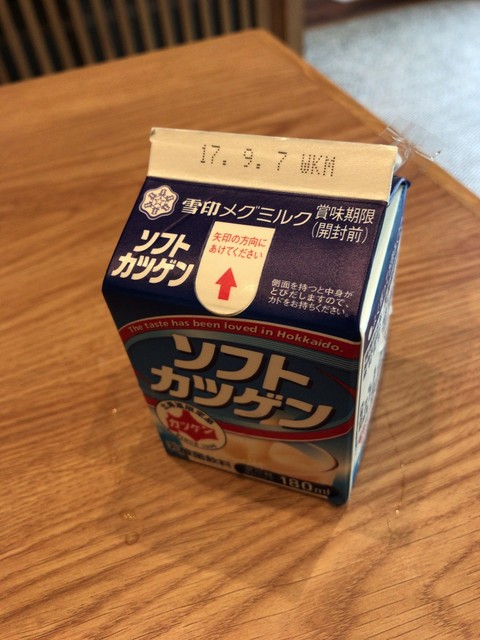 17. 9. 7 WKM
雪印メグミルク 賞味期限
(開封前)
ソフト
カツゲン
矢印の方向に
あけてください
側面を持つと中身が
とびだしますので、
カドをお持ちください。
The taste has been loved in Hokkaido.
ソフト
カツゲン
カツゲン
180ml